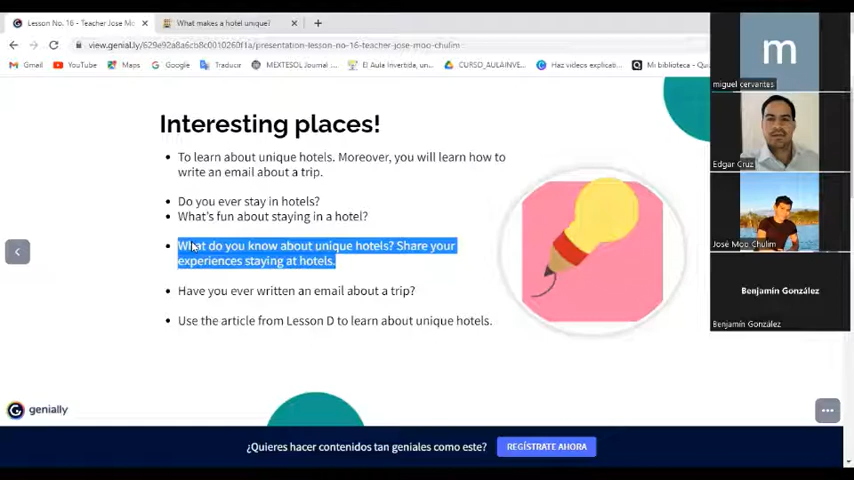 Lesson No. 16 - Teacher Jose Mo
What makes a hotel unique?
view.genial.ly/629e92a8a6cb8c0010260f1a/presentation-lesson-no-16-teacher-jose-moo-chulim
Gmail
YouTube
Maps
Google
Traduce
MEXTESOL Journal ...
El Aula Invertida, un...
CURSO_AULAINVE...
Haz videos explicati...
Mi biblioteca - Qui
m
miguel cervantes
Edgar Cruz
José Moo Chulim
Benjamín González
Benjamín González
Interesting places!
• To learn about unique hotels. Moreover, you will learn how to
write an email about a trip.
• Do you ever stay in hotels?
• What's fun about staying in a hotel?
• What do you know about unique hotels? Share your
experiences staying at hotels.
• Have you ever written an email about a trip?
• Use the article from Lesson D to learn about unique hotels.
genially
¿Quieres hacer contenidos tan geniales como este?
REGÍSTRATE AHORA